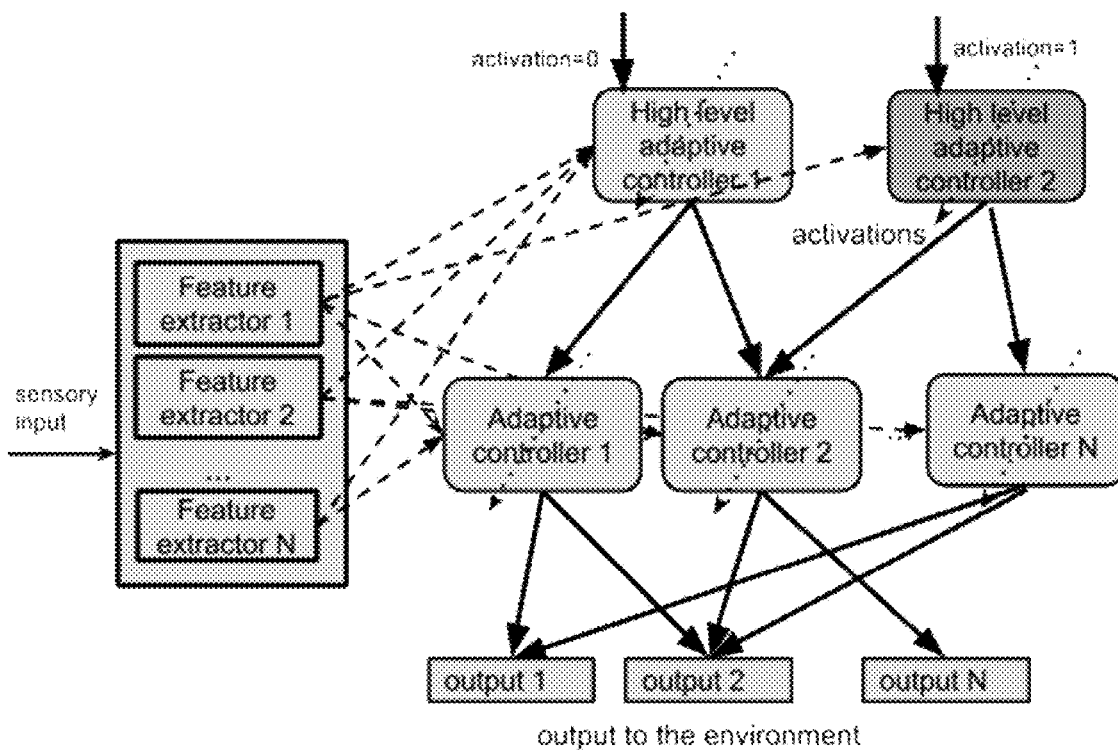 activation=0
activation=1
High level
adaptive
controller 1
High level
adaptive
controller 2
activations
Feature
extractor 1
Feature
extractor 2
...
Feature
extractor N
sensory
input
Adaptive
controller 1
Adaptive
controller 2
Adaptive
controller N
output 1
output 2
output N
output to the environment